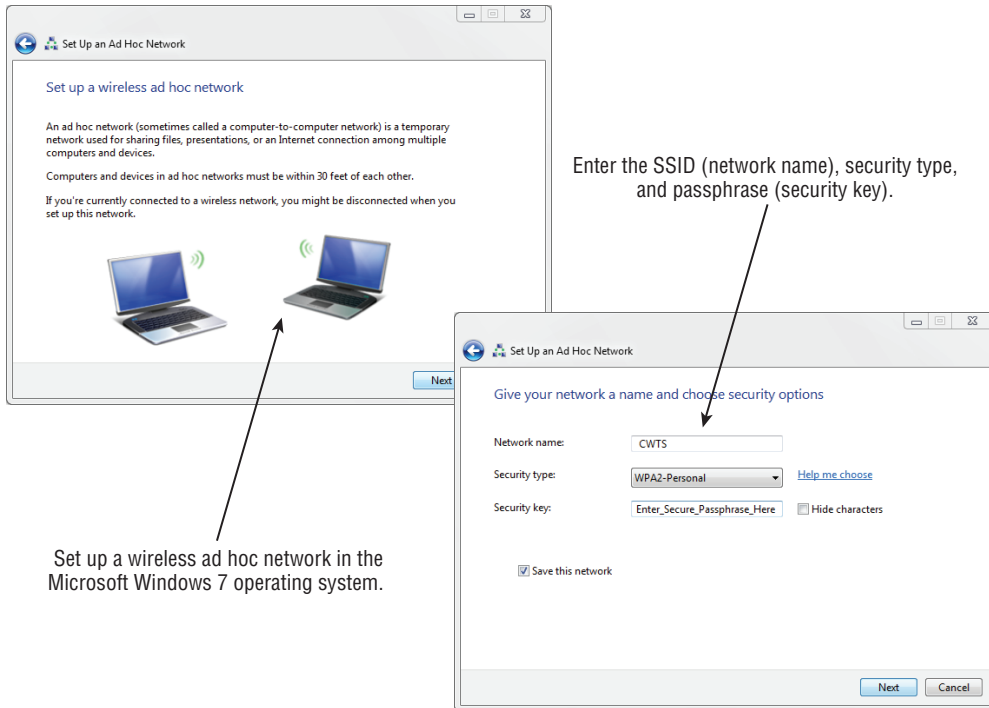 Set Up an Ad Hoc Network
Set up a wireless ad hoc network
An ad hoc network (sometimes called a computer-to-computer network) is a temporary
network used for sharing files, presentations, or an Internet connection among multiple
computers and devices.
Computers and devices in ad hoc networks must be within 30 feet of each other.
If you're currently connected to a wireless network, you might be disconnected when you
set up this network.
Next
Enter the SSID (network name), security type,
and passphrase (security key).
Set Up an Ad Hoc Network
Give your network a name and choose security options
Network name:
CWTS
Security type:
WPA2-Personal
Help me choose
Security key:
Enter_Secure_Passphrase_Here
Hide characters
Save this network
Next
Cancel
Set up a wireless ad hoc network in the
Microsoft Windows 7 operating system.